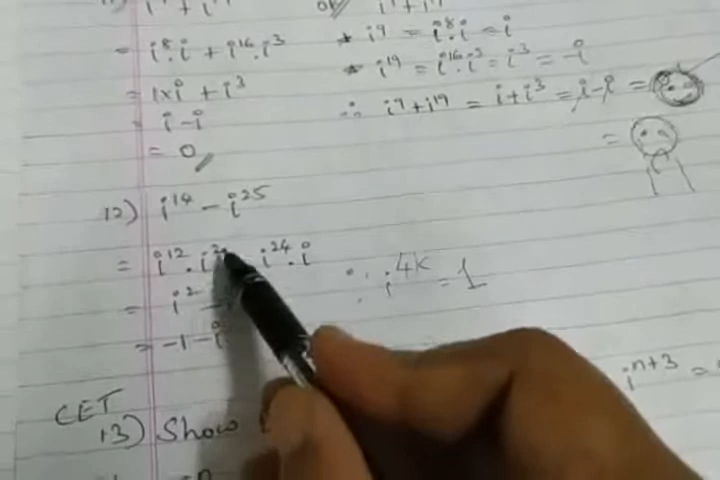 = i⁸.i + i¹⁶.i³
= 1×i + i³
= i - i
= 0
* i⁹ = i⁸.i = i
* i¹⁹ = i¹⁶.i³ = i³ = -i
∴ i⁹ + i¹⁹ = i + i³ = i - i =
=
12) i¹⁴ - i²⁵
= i¹².i² i²⁴.i
∵ i⁴ᴷ = 1
= i² -
= -1 - i
iⁿ⁺³ =
CET
13) Show